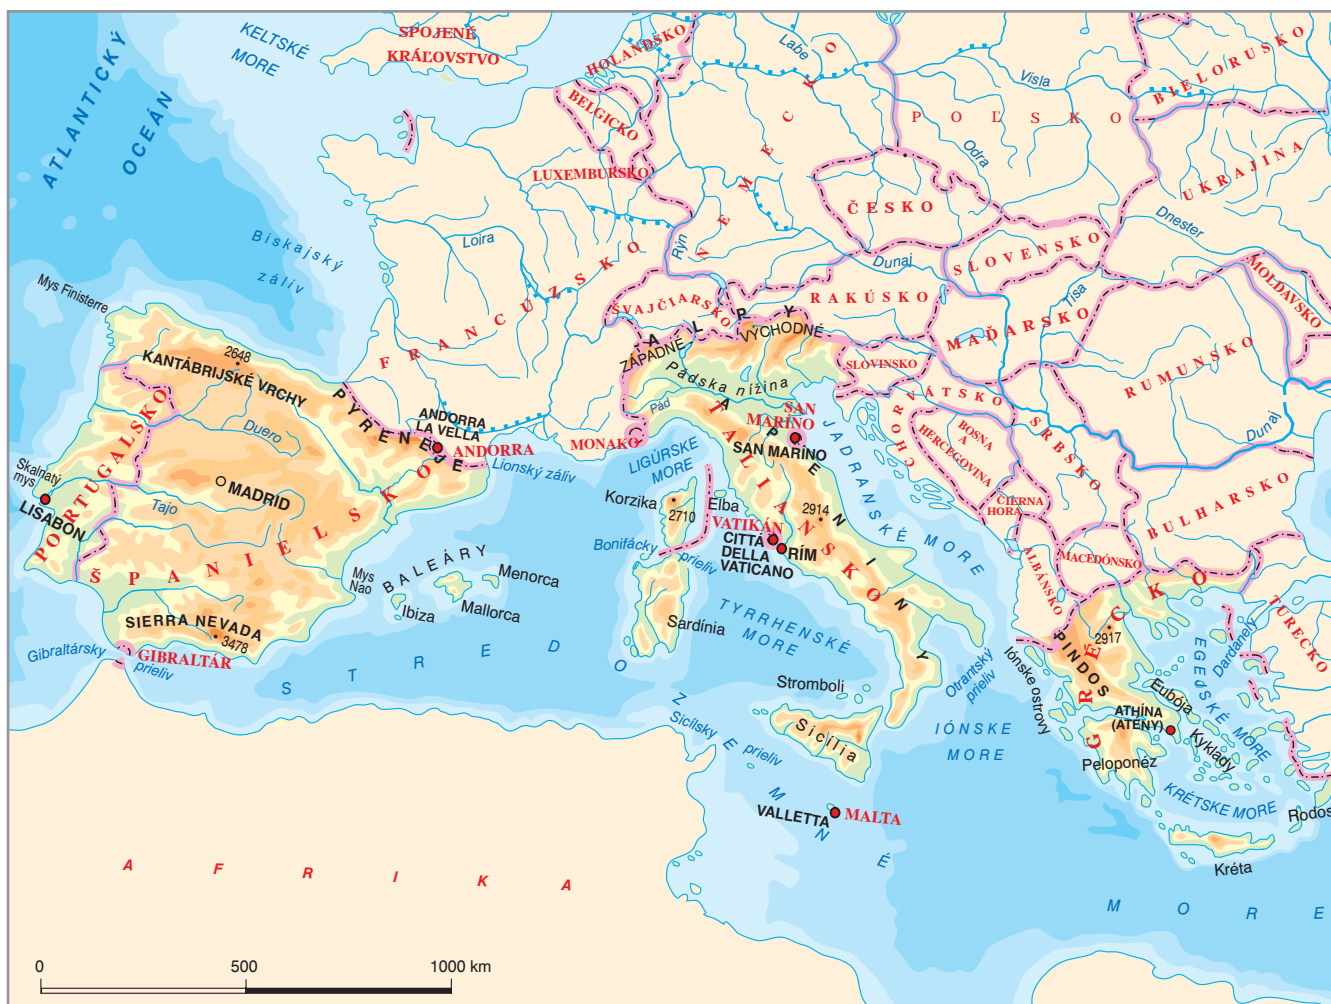 KELTSKÉ
MORE
SPOJENÉ
KRÁĽOVSTVO
HOLANDSKO
Labe
Visla
BIELORUSKO
ATLANTICKÝ
OCEÁN
BELGICKO
NEMECKO
POĽSKO
Odra
UKRAJINA
LUXEMBURSKO
ČESKO
Dnester
Biskajský
záliv
Loira
Rýn
Dunaj
SLOVENSKO
MOLDAVSKO
Mys Finisterre
FRANCÚZSKO
ŠVAJČIARSKO
RAKÚSKO
Tisa
MAĎARSKO
ALPY
ZÁPADNÉ
VÝCHODNÉ
SLOVINSKO
RUMUNSKO
2648
KANTÁBRIJSKÉ VRCHY
PYRENEJE
Pádska nížina
Pád
CHORVÁTSKO
Dunaj
ANDORRA
LA VELLA
ANDORRA
MONAKO
SAN
MARÍNO
SAN MARÍNO
BOSNA
A
HERCEGOVINA
SRBSKO
Duero
Lionský záliv
LIGÚRSKE
MORE
JADRANSKÉ MORE
Skalnatý
mys
PORTUGALSKO
MADRID
LISABON
Tajo
ŠPANIELSKO
Korzika
2710
Elba
TALIANSKO
APENINY
2914
ČIERNA
HORA
BULHARSKO
VATIKÁN
CITTÀ
DELLA
VATICANO
RÍM
Bonifácky prieliv
MACEDÓNSKO
ALBÁNSKO
GRÉCKO
Mys
Nao
BALEÁRY
Menorca
Mallorca
Ibiza
Sardínia
TYRRHENSKÉ
MORE
SIERRA NEVADA
3478
Gibraltársky prieliv
GIBRALTÁR
STREDOZEMNÉ
MORE
Stromboli
Otrantský
prieliv
Iónske ostrovy
PINDOS
2917
EGEJSKÉ MORE
Dardanely
TURECKO
Eubója
ATHÍNA
(ATÉNY)
Kyklady
Sicílsky prieliv
Sicília
IÓNSKE
MORE
Peloponéz
VALLETTA
MALTA
KRÉTSKE MORE
Rodos
Kréta
AFRIKA
0
500
1000 km